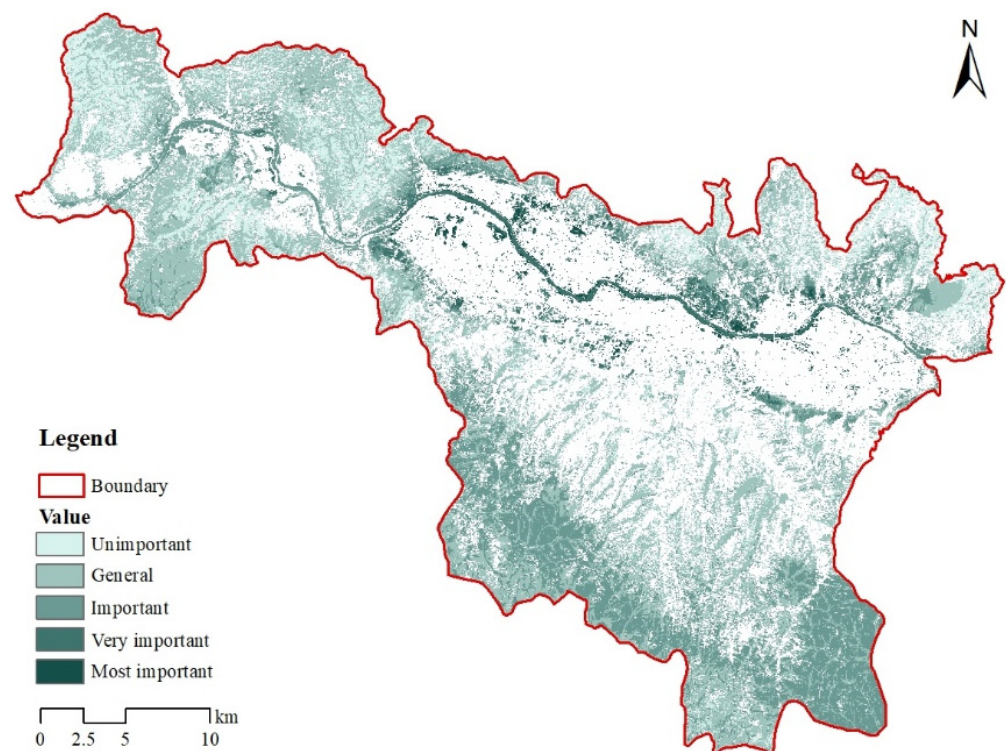 N
Legend
Boundary
Value
Unimportant
General
Important
Very important
Most important
km
0 2.5 5 10